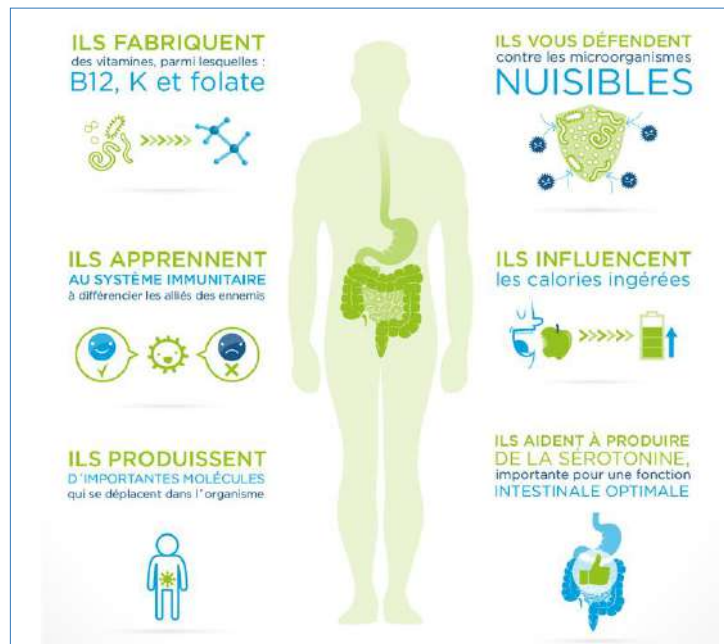 ILS FABRIQUENT
des vitamines, parmi lesquelles :
B12, K et folate
ILS VOUS DÉFENDENT
contre les microorganismes
NUISIBLES
ILS APPRENNENT
AU SYSTÈME IMMUNITAIRE
à différencier les alliés des ennemis
ILS INFLUENCENT
les calories ingérées
ILS PRODUISSENT
D'IMPORTANTES MOLÉCULES
qui se déplacent dans l'organisme
ILS AIDENT À PRODUIRE
DE LA SÉROTONINE,
importante pour une fonction
INTESTINALE OPTIMALE